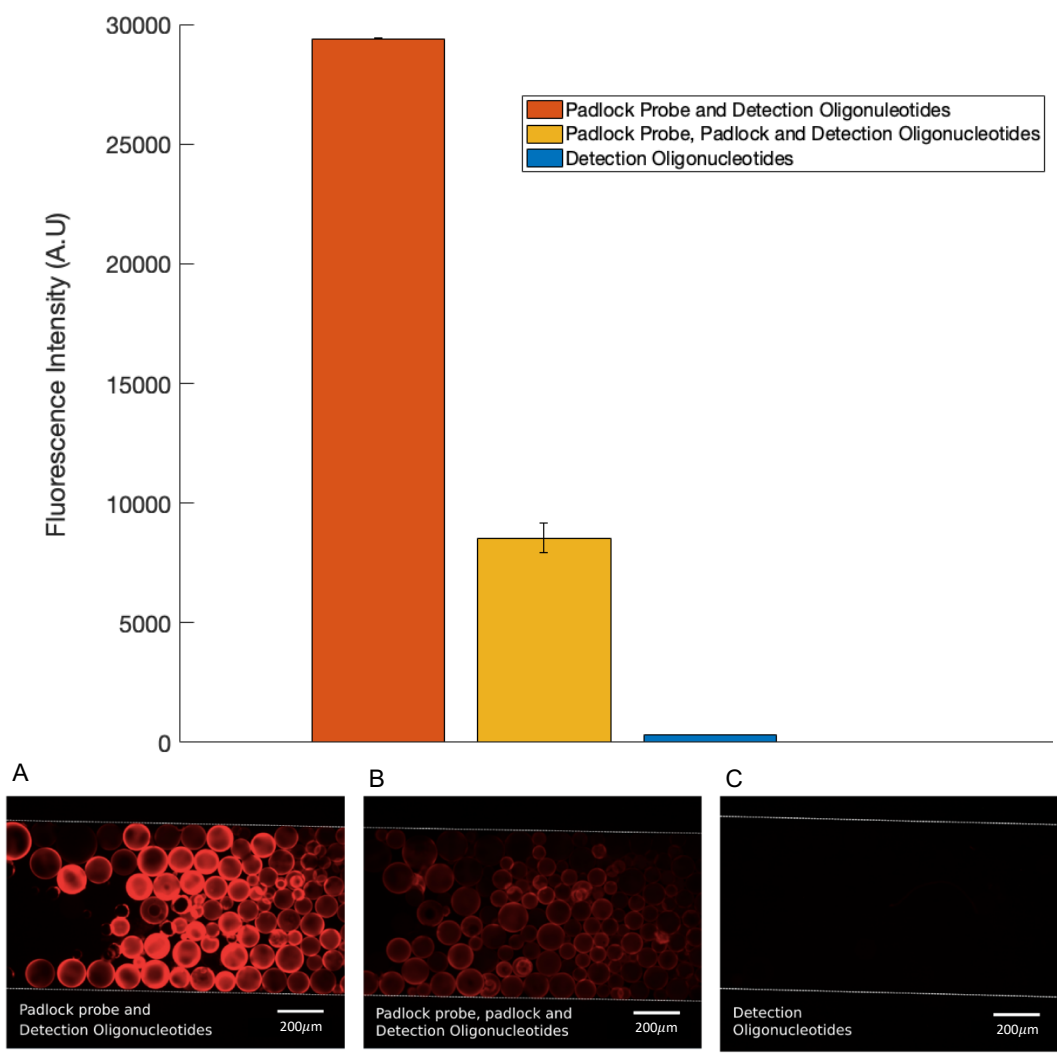 30000
25000
20000
15000
10000
5000
0
Fluorescence Intensity (A.U)
Padlock Probe and Detection Oligonuleotides
Padlock Probe, Padlock and Detection Oligonucleotides
Detection Oligonucleotides
A
B
C
Padlock probe and
Detection Oligonucleotides
200μm
Padlock probe, padlock and
Detection Oligonucleotides
200μm
Detection
Oligonucleotides
200μm